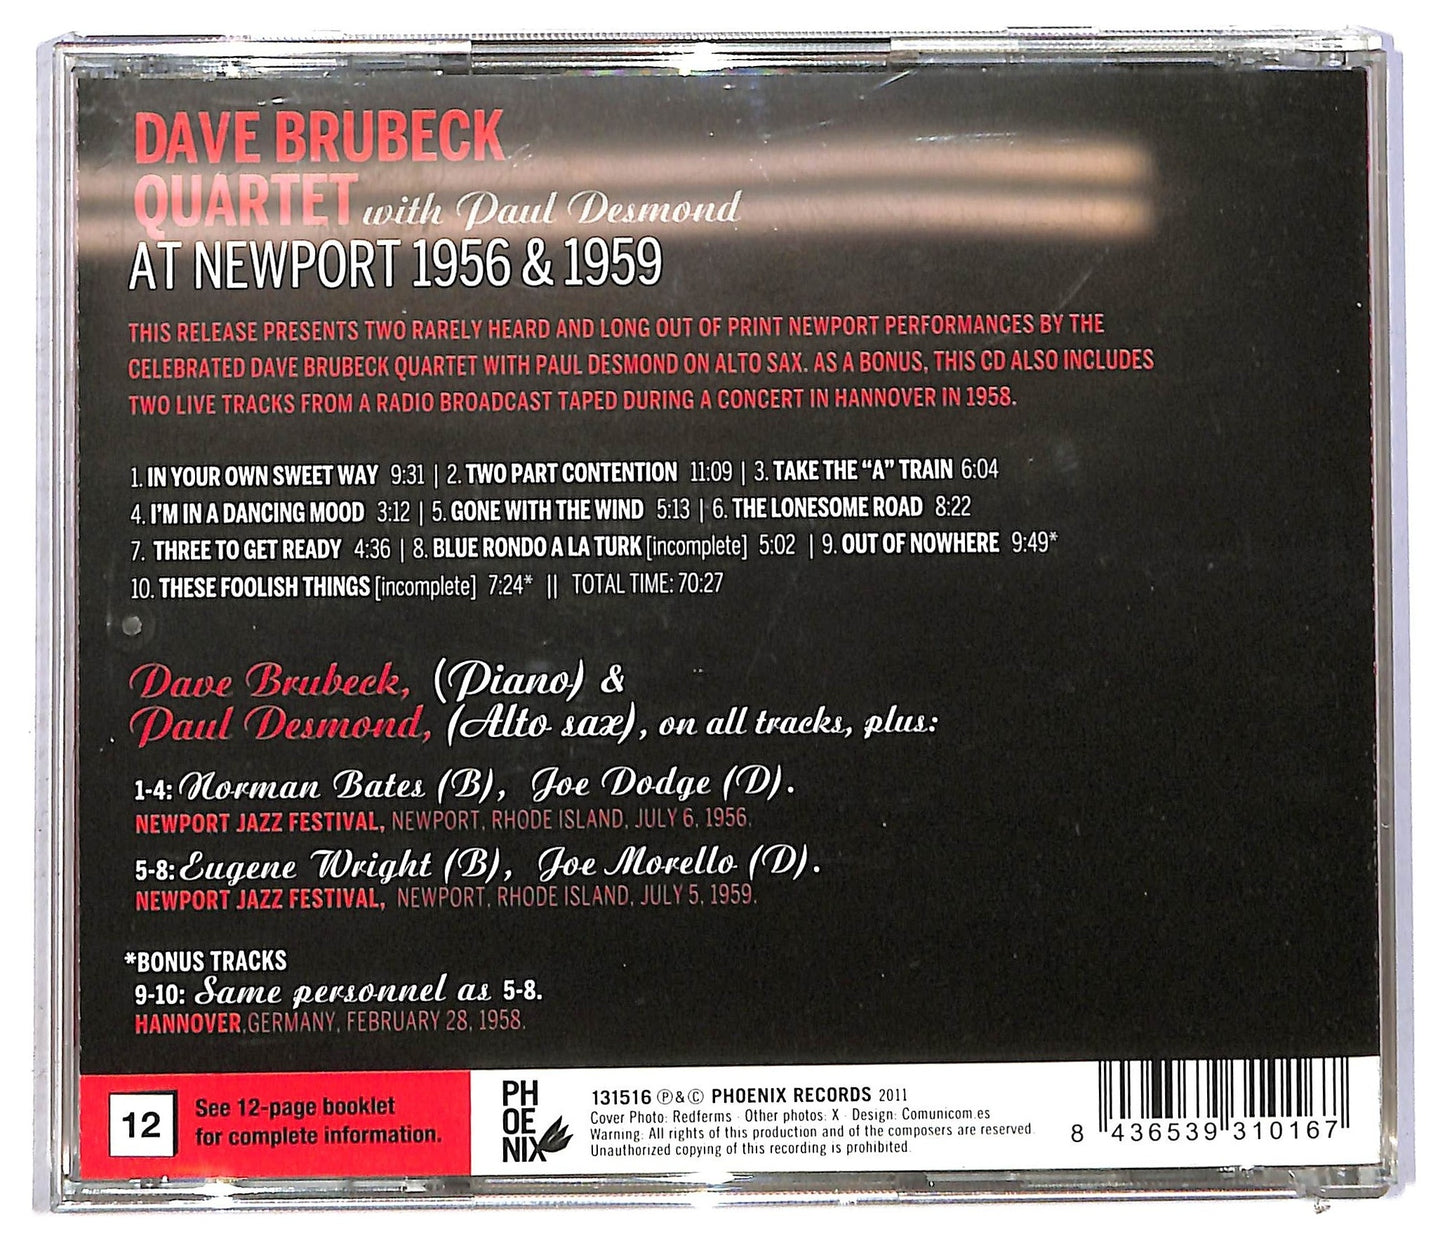 DAVE BRUBECK
QUARTET with Paul Desmond
AT NEWPORT 1956 & 1959
THIS RELEASE PRESENTS TWO RARELY HEARD AND LONG OUT OF PRINT NEWPORT PERFORMANCES BY THE
CELEBRATED DAVE BRUBECK QUARTET WITH PAUL DESMOND ON ALTO SAX. AS A BONUS, THIS CD ALSO INCLUDES
TWO LIVE TRACKS FROM A RADIO BROADCAST TAPED DURING A CONCERT IN HANNOVER IN 1958.
1. IN YOUR OWN SWEET WAY 9:31 | 2. TWO PART CONTENTION 11:09 | 3. TAKE THE “A” TRAIN 6:04
4. I'M IN A DANCING MOOD 3:12 | 5. GONE WITH THE WIND 5:13 | 6. THE LONESOME ROAD 8:22
7. THREE TO GET READY 4:36 | 8. BLUE RONDO A LA TURK [incomplete] 5:02 | 9. OUT OF NOWHERE 9:49*
10. THESE FOOLISH THINGS [incomplete] 7:24* || TOTAL TIME: 70:27
Dave Brubeck, (Piano) &
Paul Desmond, (Alto sax), on all tracks, plus:
1-4: Norman Bates (B), Joe Dodge (D).
NEWPORT JAZZ FESTIVAL, NEWPORT, RHODE ISLAND, JULY 6, 1956.
5-8: Eugene Wright (B), Joe Morello (D).
NEWPORT JAZZ FESTIVAL, NEWPORT, RHODE ISLAND, JULY 5, 1959.
*BONUS TRACKS
9-10: Same personnel as 5-8.
HANNOVER, GERMANY, FEBRUARY 28, 1958.
12
See 12-page booklet
for complete information.
PH
OE
NIX
131516 Ⓟ&© PHOENIX RECORDS 2011
Cover Photo: Redferms · Other photos: X · Design: Comunicom.es
Warning: All rights of this production and of the composers are reserved.
Unauthorized copying of this recording is prohibited.
8 436539 310167